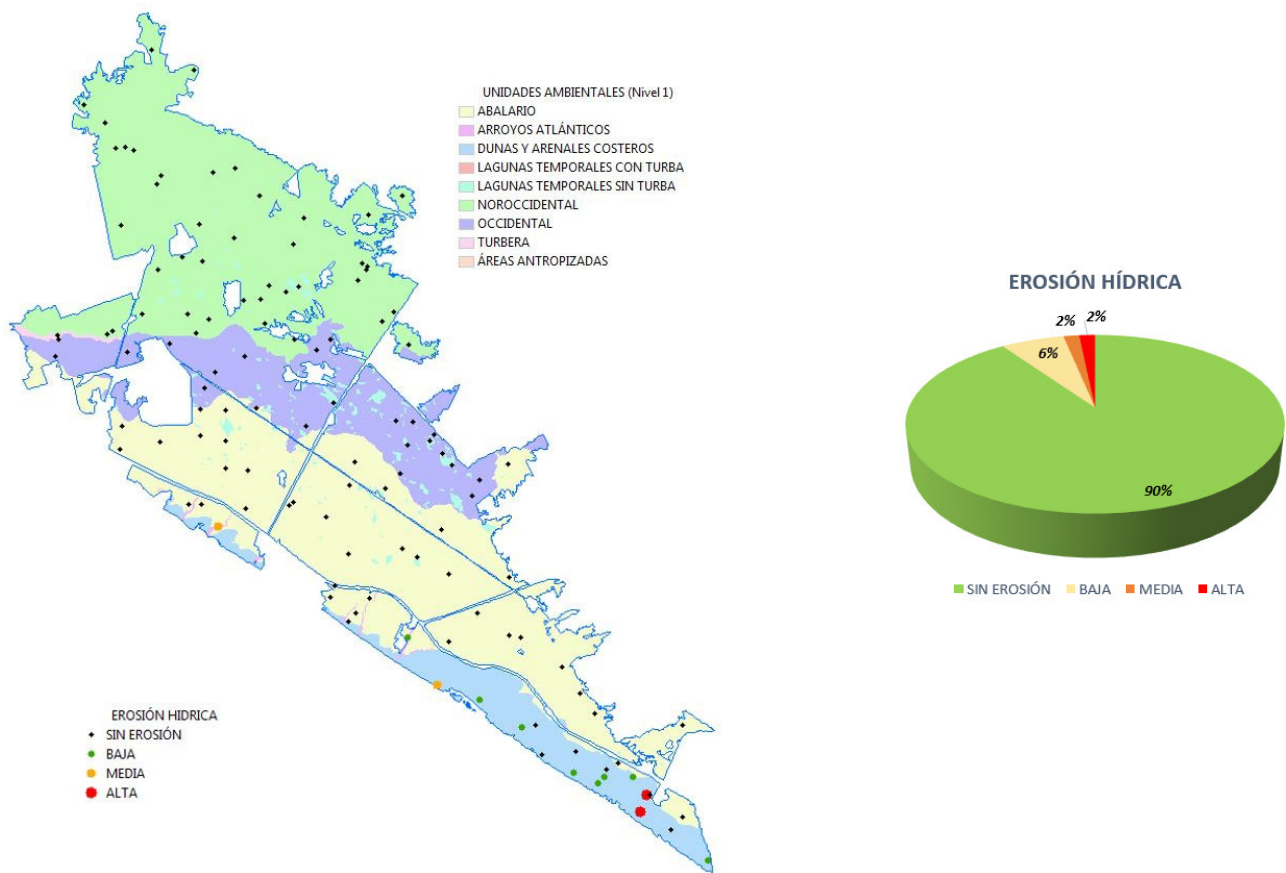 UNIDADES AMBIENTALES (Nivel 1)
ABALARIO
ARROYOS ATLÁNTICOS
DUNAS Y ARENALES COSTEROS
LAGUNAS TEMPORALES CON TURBA
LAGUNAS TEMPORALES SIN TURBA
NOROCCIDENTAL
OCCIDENTAL
TURBERA
ÁREAS ANTROPIZADAS
EROSIÓN HIDRICA
SIN EROSIÓN
BAJA
MEDIA
ALTA
EROSIÓN HÍDRICA
2% 2%
6%
90%
SIN EROSIÓN BAJA MEDIA ALTA